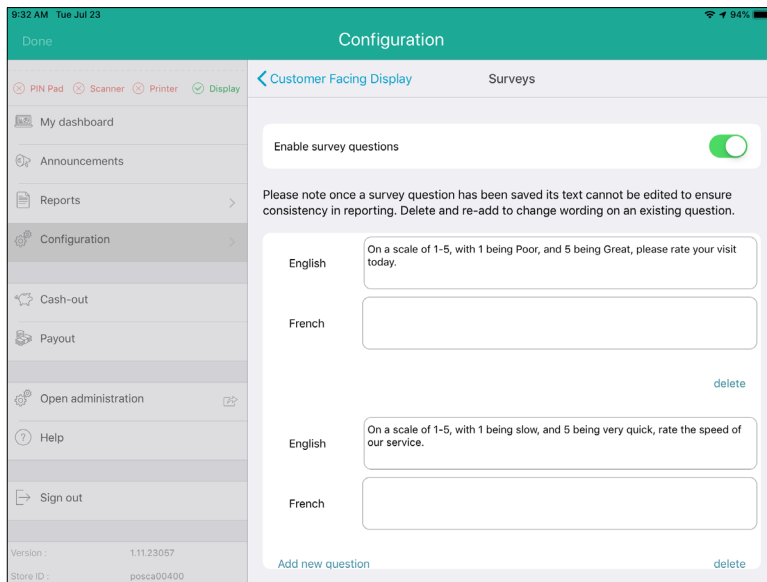 9:32 AM Tue Jul 23
94%
Done
Configuration
PIN Pad Scanner Printer Display
My dashboard
Announcements
Reports
Configuration
Cash-out
Payout
Open administration
Help
Sign out
Version : 1.11.23057
Store ID : posca00400
Customer Facing Display
Surveys
Enable survey questions
Please note once a survey question has been saved its text cannot be edited to ensure
consistency in reporting. Delete and re-add to change wording on an existing question.
English
On a scale of 1-5, with 1 being Poor, and 5 being Great, please rate your visit
today.
French
delete
English
On a scale of 1-5, with 1 being slow, and 5 being very quick, rate the speed of
our service.
French
Add new question
delete